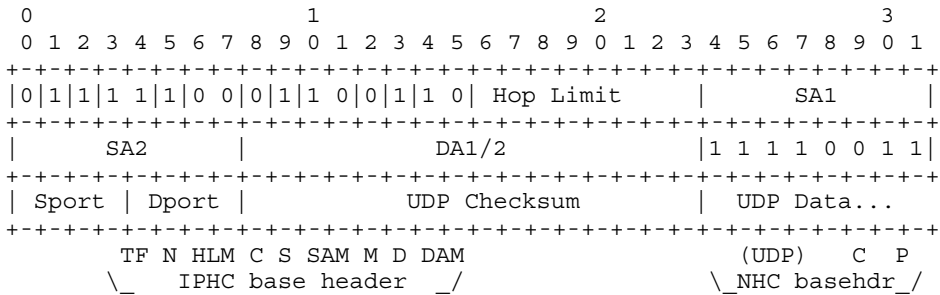 0                   1                   2                   3
 0 1 2 3 4 5 6 7 8 9 0 1 2 3 4 5 6 7 8 9 0 1 2 3 4 5 6 7 8 9 0 1
+-+-+-+-+-+-+-+-+-+-+-+-+-+-+-+-+-+-+-+-+-+-+-+-+-+-+-+-+-+-+-+-+
|0|1|1|1 1|1|0 0|0|1|1 0|0|1|1 0| Hop Limit     |      SA1      |
+-+-+-+-+-+-+-+-+-+-+-+-+-+-+-+-+-+-+-+-+-+-+-+-+-+-+-+-+-+-+-+-+
|      SA2      |             DA1/2             |1 1 1 1 0 0 1 1|
+-+-+-+-+-+-+-+-+-+-+-+-+-+-+-+-+-+-+-+-+-+-+-+-+-+-+-+-+-+-+-+-+
| Sport | Dport |           UDP Checksum        |  UDP Data...
+-+-+-+-+-+-+-+-+-+-+-+-+-+-+-+-+-+-+-+-+-+-+-+-+-+-+-+-+-+-+-+-+
        TF N HLM C S SAM M D DAM                   (UDP)   C  P
       \_   IPHC base header   _/                \_NHC basehdr_/